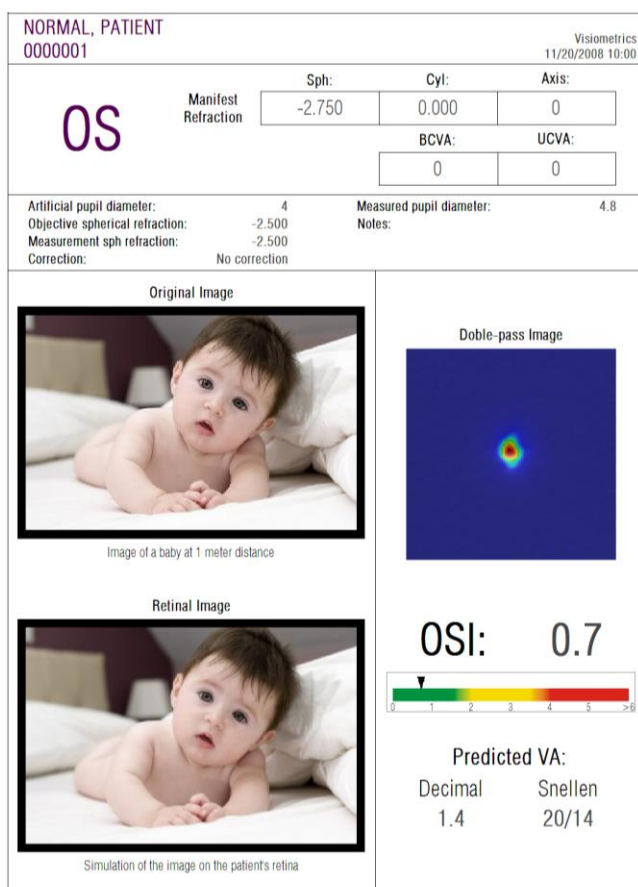 NORMAL, PATIENT
0000001
Visiometrics
11/20/2008 10:00
OS
Manifest Refraction
Sph: Cyl: Axis:
-2.750 0.000 0
BCVA: UCVA:
0 0
Artificial pupil diameter: 4
Objective spherical refraction: -2.500
Measurement sph refraction: -2.500
Correction: No correction
Measured pupil diameter: 4.8
Notes:
Original Image
Image of a baby at 1 meter distance
Retinal Image
Simulation of the image on the patient's retina
Doble-pass Image
OSI: 0.7
0 1 2 3 4 5 >6
Predicted VA:
Decimal Snellen
1.4 20/14